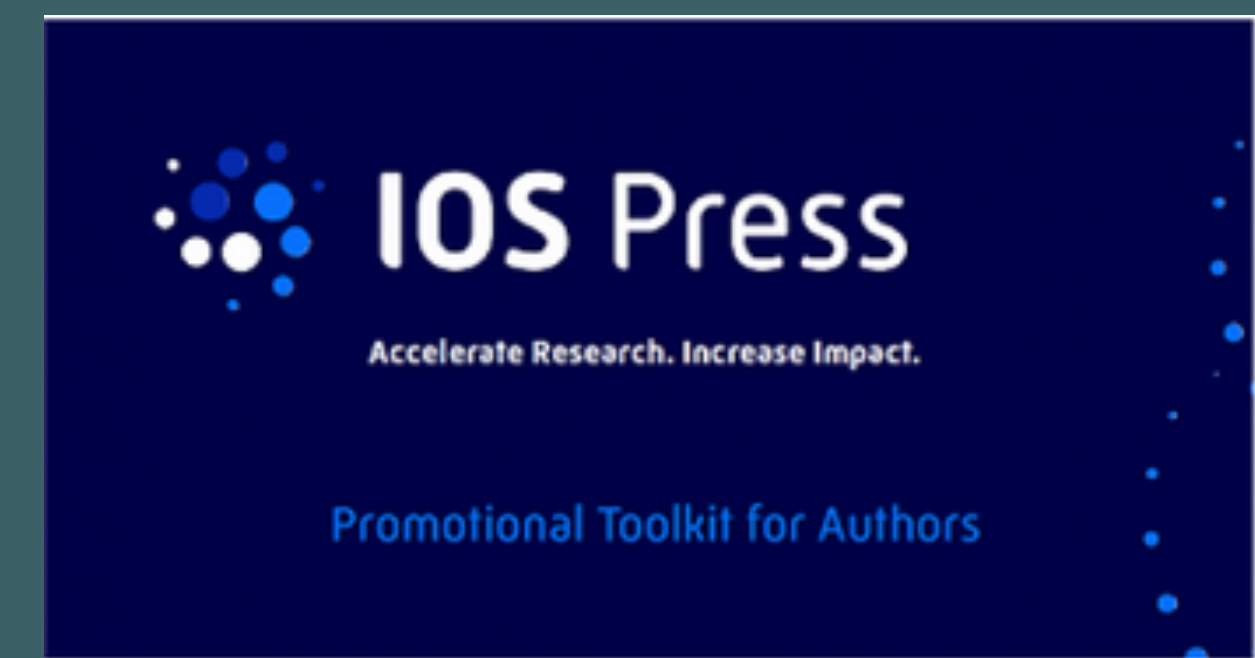 IOS Press
Accelerate Research. Increase Impact.
Promotional Toolkit for Authors